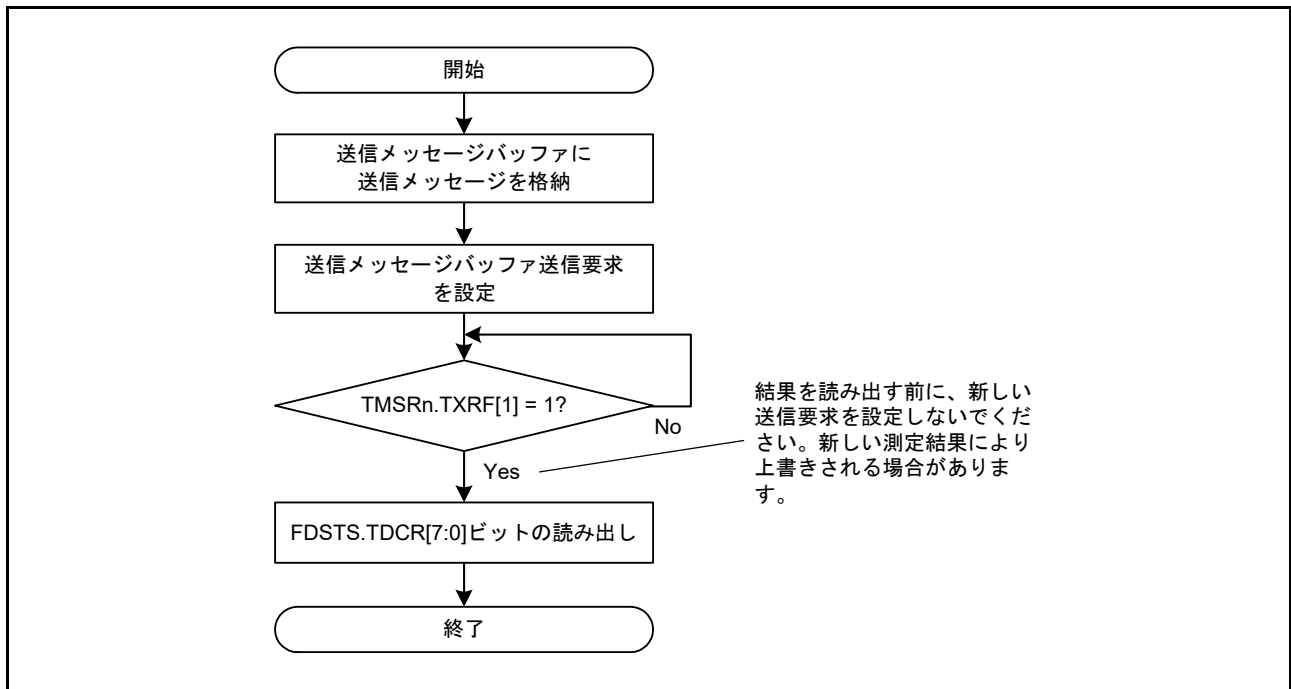 開始
送信メッセージバッファに
送信メッセージを格納
送信メッセージバッファ送信要求
を設定
TMSRn.TXRF[1] = 1?
No
Yes
結果を読み出す前に、新しい
送信要求を設定しないでくだ
さい。新しい測定結果により
上書きされる場合がありま
す。
FDSTS.TDCR[7:0]ビットの読み出し
終了